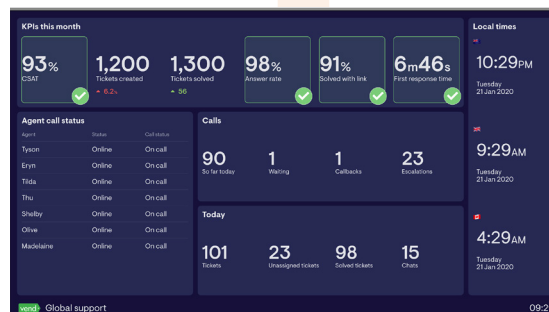 KPIs this month
93%
CSAT
1,200
Tickets created
6.2%
1,300
Tickets solved
56
98%
Answer rate
91%
Solved with link
6m46s
First response time
Local times
10:29PM
Tuesday
21 Jan 2020
9:29AM
Tuesday
21 Jan 2020
4:29AM
Tuesday
21 Jan 2020
Agent call status
Agent Status Call status
Tyson Online On call
Eryn Online On call
Tilda Online On call
Thu Online On call
Shelby Online On call
Olive Online On call
Madelaine Online On call
Calls
90
So far today
1
Waiting
1
Callbacks
23
Escalations
Today
101
Tickets
23
Unassigned tickets
98
Solved tickets
15
Chats
vend Global support
09:2